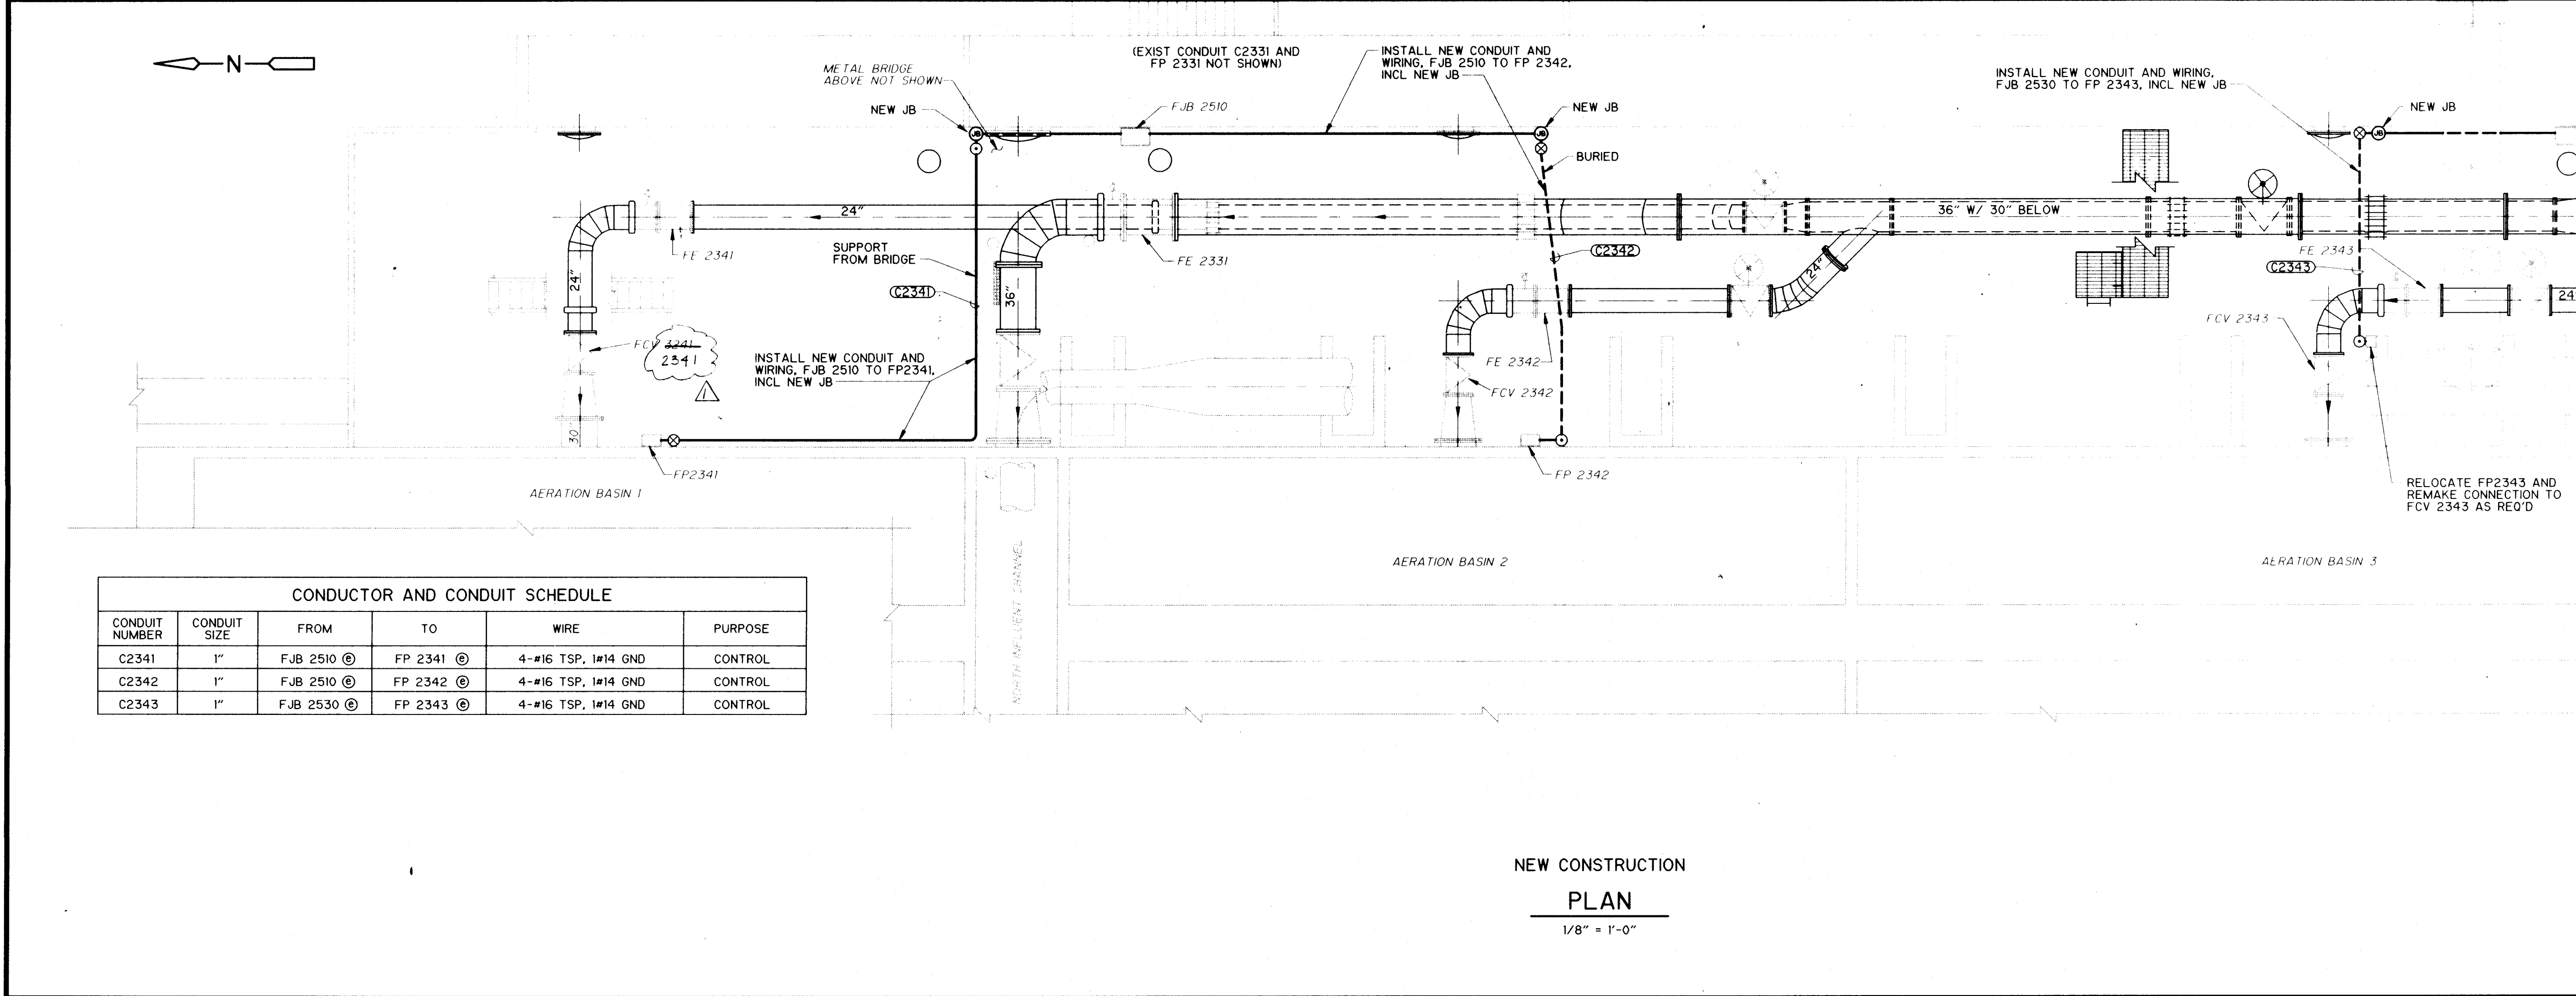 N
METAL BRIDGE
ABOVE NOT SHOWN
NEW JB
JB
(EXIST CONDUIT C2331 AND
FP 2331 NOT SHOWN)
FJB 2510
INSTALL NEW CONDUIT AND
WIRING, FJB 2510 TO FP 2342,
INCL NEW JB
NEW JB
JB
BURIED
INSTALL NEW CONDUIT AND WIRING,
FJB 2530 TO FP 2343, INCL NEW JB
NEW JB
JB
24"
36" W/ 30" BELOW
FE 2341
SUPPORT
FROM BRIDGE
FE 2331
C2342
FE 2343
C2343
24"
C2341
36"
24"
24
FCV 2343
FCV 3241
2341
1
INSTALL NEW CONDUIT AND
WIRING, FJB 2510 TO FP2341,
INCL NEW JB
FE 2342
FCV 2342
30"
FP2341
FP 2342
AERATION BASIN 1
RELOCATE FP2343 AND
REMAKE CONNECTION TO
FCV 2343 AS REQ'D
AERATION BASIN 2
AERATION BASIN 3
NORTH INFLUENT CHANNEL
CONDUCTOR AND CONDUIT SCHEDULE
CONDUIT NUMBER CONDUIT SIZE FROM TO WIRE PURPOSE
C2341 1" FJB 2510 ⓔ FP 2341 ⓔ 4-#16 TSP, 1#14 GND CONTROL
C2342 1" FJB 2510 ⓔ FP 2342 ⓔ 4-#16 TSP, 1#14 GND CONTROL
C2343 1" FJB 2530 ⓔ FP 2343 ⓔ 4-#16 TSP, 1#14 GND CONTROL
NEW CONSTRUCTION
PLAN
1/8" = 1'-0"